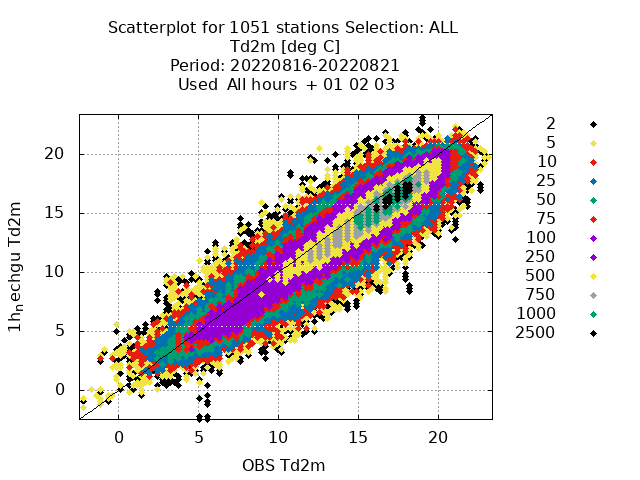 Scatterplot for 1051 stations Selection: ALL
Td2m [deg C]
Period: 20220816-20220821
Used All hours + 01 02 03
1h_nechgu Td2m
20
15
10
5
0
0 5 10 15 20
OBS Td2m
2
5
10
25
50
75
100
250
500
750
1000
2500